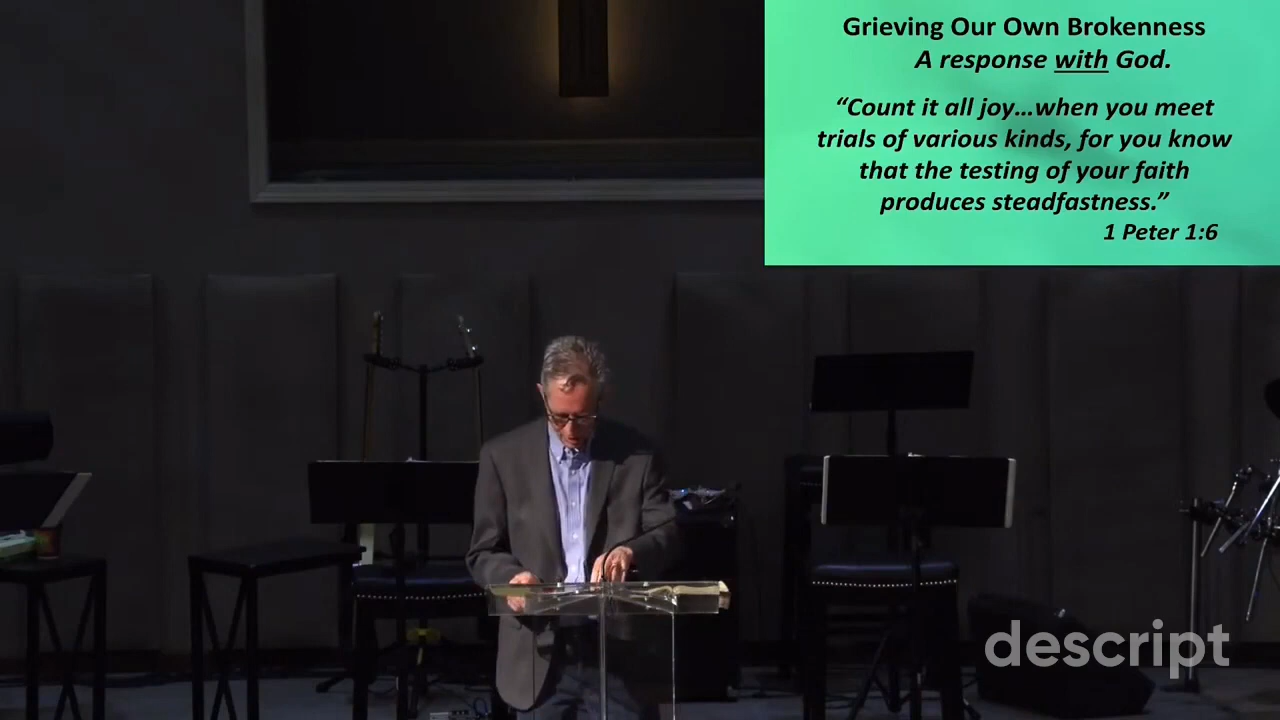 Grieving Our Own Brokenness
A response with God.
“Count it all joy…when you meet
trials of various kinds, for you know
that the testing of your faith
produces steadfastness.”
1 Peter 1:6
descript